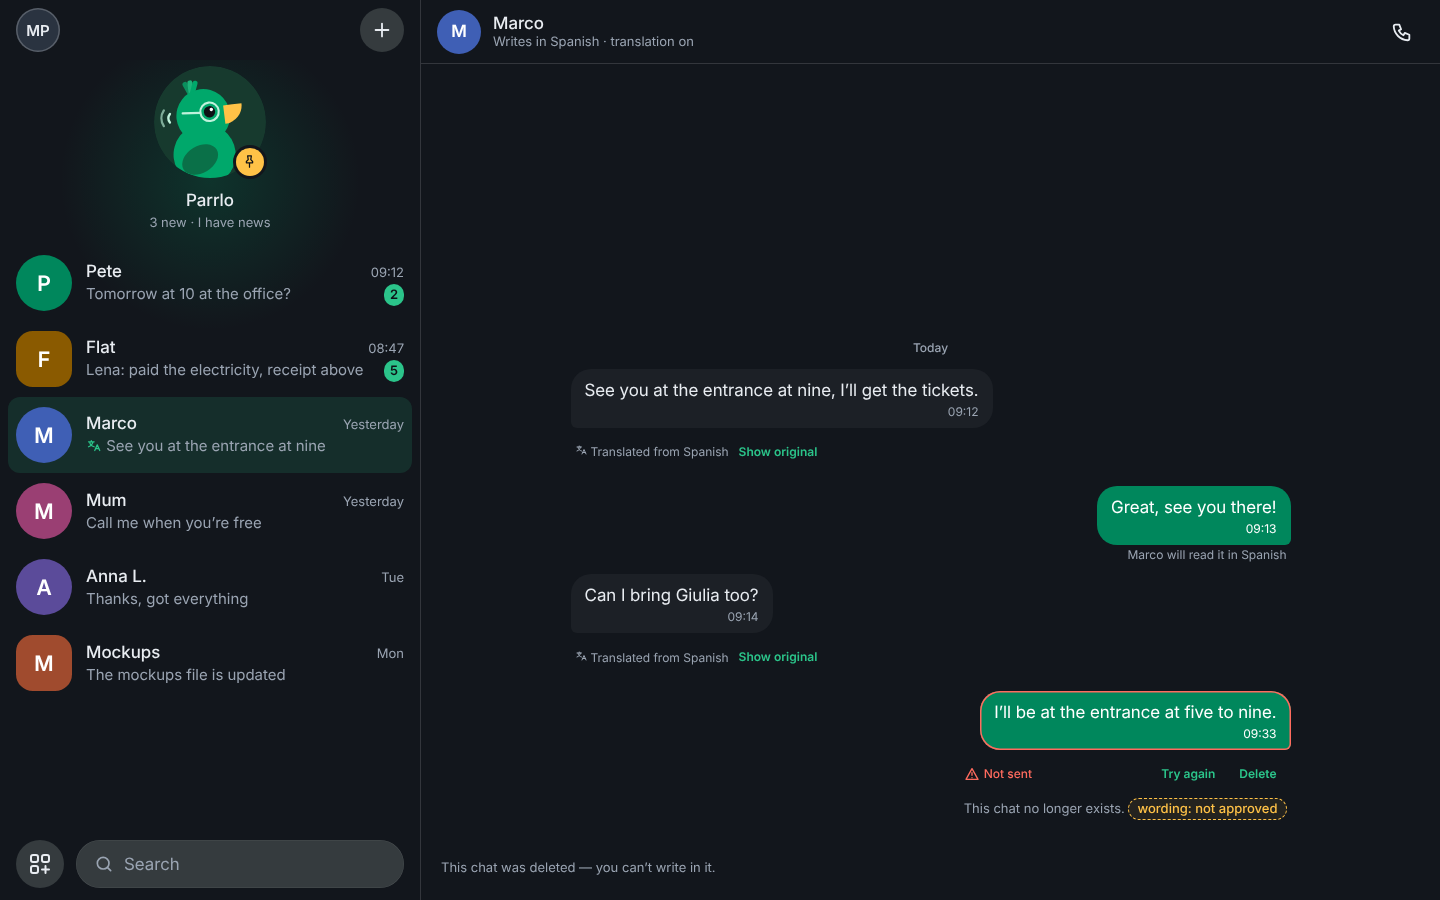 MP
Parrlo
3 new · I have news
P
Pete
09:12
Tomorrow at 10 at the office?
2
F
Flat
08:47
Lena: paid the electricity, receipt above
5
M
Marco
Yesterday
See you at the entrance at nine
M
Mum
Yesterday
Call me when you’re free
A
Anna L.
Tue
Thanks, got everything
M
Mockups
Mon
The mockups file is updated
Search
M
Marco
Writes in Spanish · translation on
Today
See you at the entrance at nine, I’ll get the tickets.
09:12
Translated from Spanish Show original
Great, see you there!
09:13
Marco will read it in Spanish
Can I bring Giulia too?
09:14
Translated from Spanish Show original
I’ll be at the entrance at five to nine.
09:33
Not sent Try again Delete
This chat no longer exists. wording: not approved
This chat was deleted — you can’t write in it.